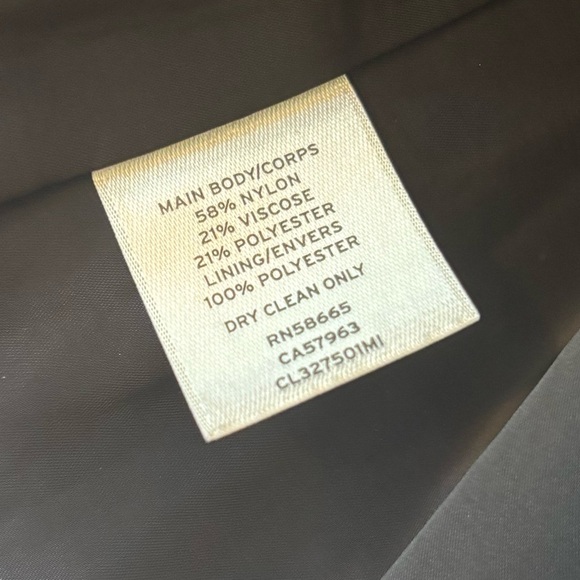 MAIN BODY/CORPS
58% NYLON
21% VISCOSE
21% POLYESTER
LINING/ENVERS
100% POLYESTER
DRY CLEAN ONLY
RN58665
CA57963
CL327501MI